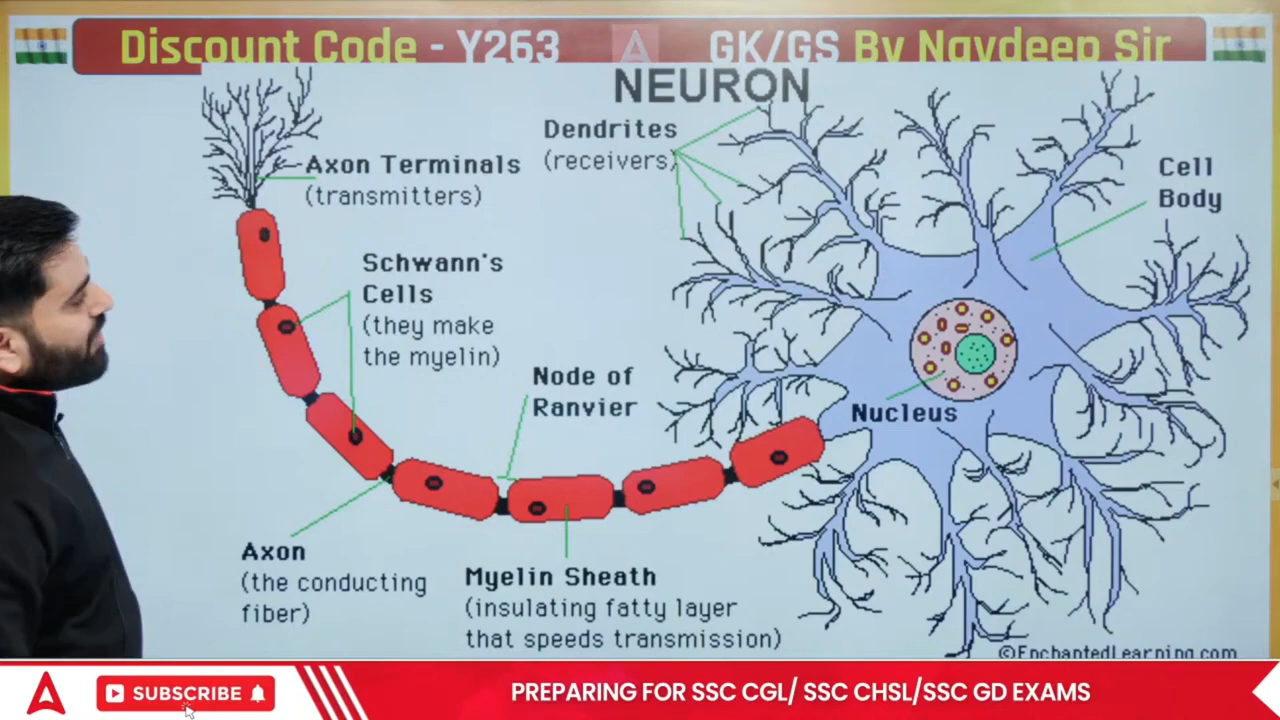 Discount Code - Y263
GK/GS By Navdeep Sir
NEURON
Dendrites
(receivers)
Axon Terminals
(transmitters)
Cell
Body
Schwann's
Cells
(they make
the myelin)
Node of
Ranvier
Nucleus
Axon
(the conducting
fiber)
Myelin Sheath
(insulating fatty layer
that speeds transmission)
©EnchantedLearning.com
SUBSCRIBE
PREPARING FOR SSC CGL/ SSC CHSL/SSC GD EXAMS